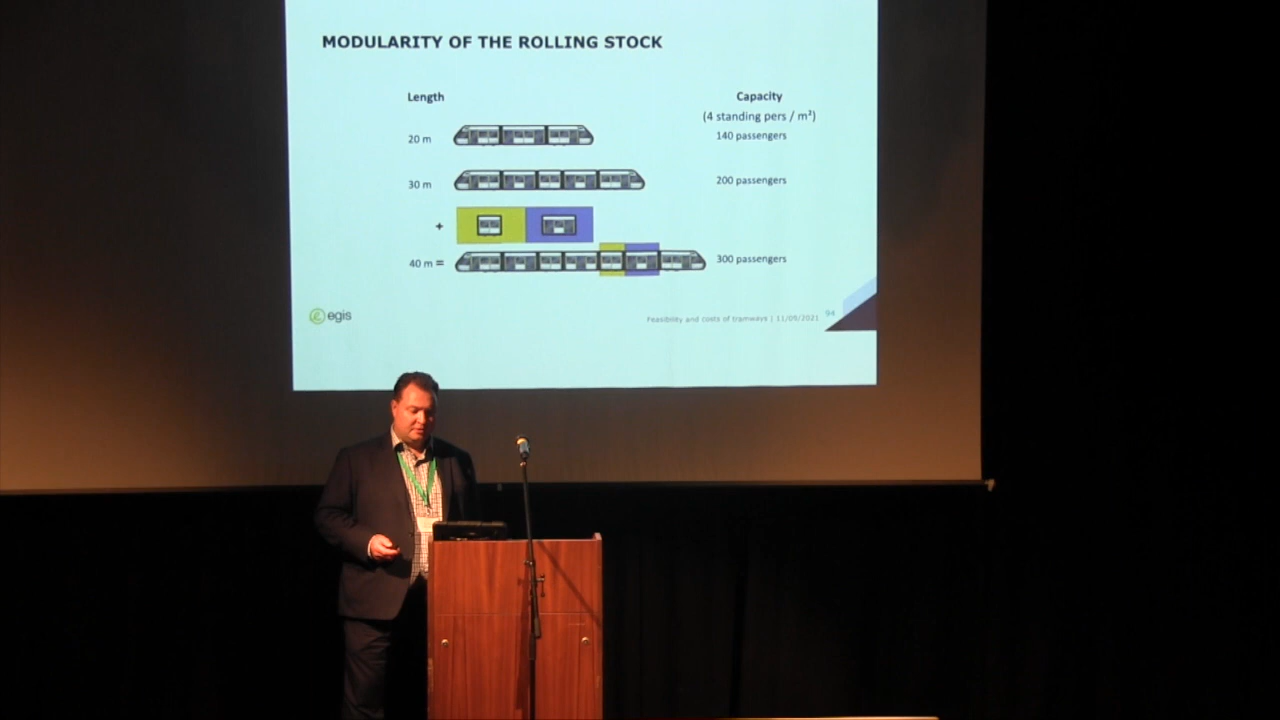 MODULARITY OF THE ROLLING STOCK
Length Capacity
(4 standing pers / m²)
20 m 140 passengers
30 m 200 passengers
+
40 m = 300 passengers
egis
Feasibility and costs of tramways | 11/05/2021 94